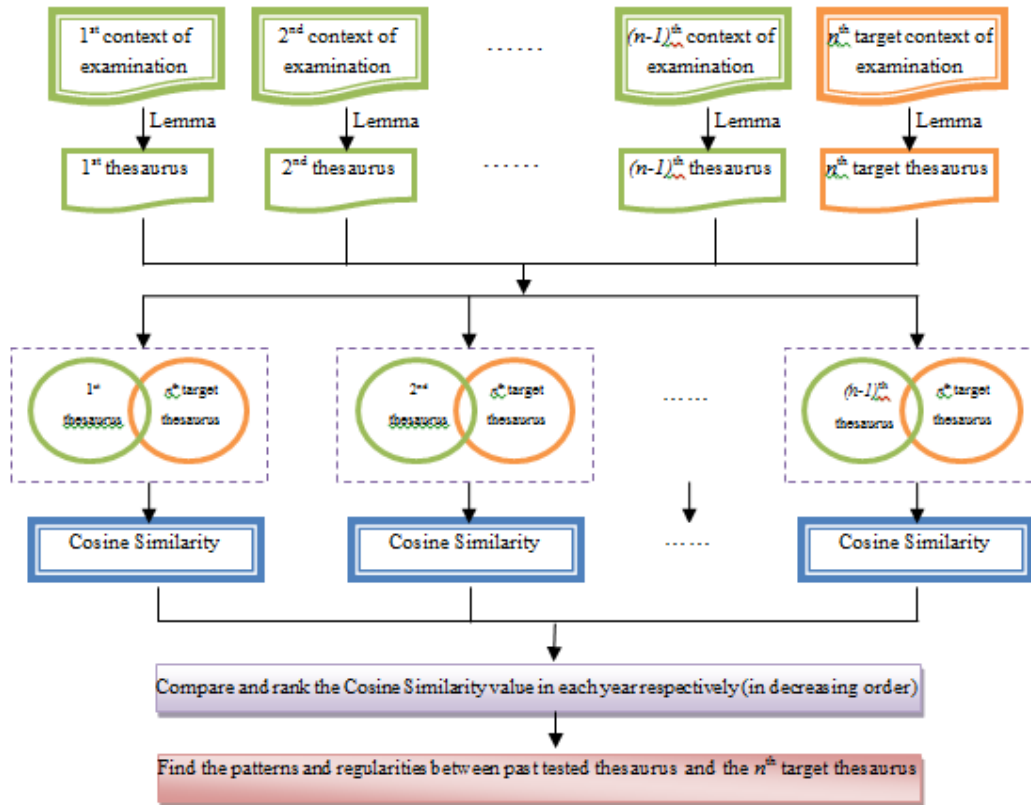 1st context of
examination
2nd context of
examination
......
(n-1)th context of
examination
nth target context of
examination
Lemma
Lemma
Lemma
Lemma
1st thesaurus
2nd thesaurus
......
(n-1)th thesaurus
nth target thesaurus
1st
thesaurus
nth target
thesaurus
2nd
thesaurus
nth target
thesaurus
......
(n-1)th
thesaurus
nth target
thesaurus
Cosine Similarity
Cosine Similarity
......
Cosine Similarity
Compare and rank the Cosine Similarity value in each year respectively (in decreasing order)
Find the patterns and regularities between past tested thesaurus and the nth target thesaurus